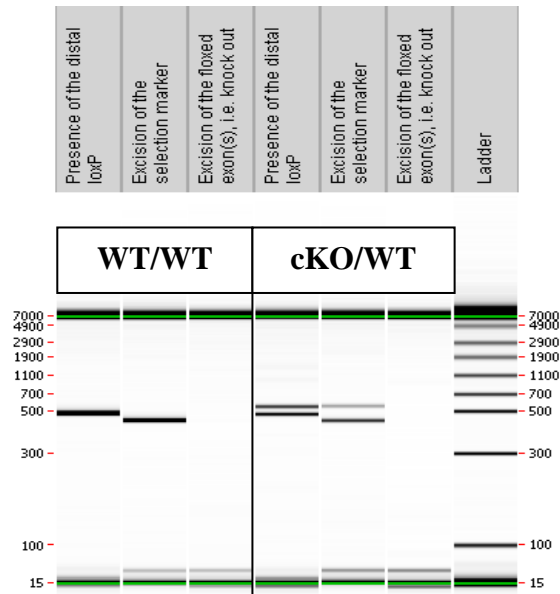 Presence of the distal
loxP
Excision of the
selection marker
Excision of the floxed
exon(s), i.e. knock out
Presence of the distal
loxP
Excision of the
selection marker
Excision of the floxed
exon(s), i.e. knock out
Ladder
WT/WT
cKO/WT
7000
4900
2900
1900
1100
700
500
300
100
15
7000
4900
2900
1900
1100
700
500
300
100
15